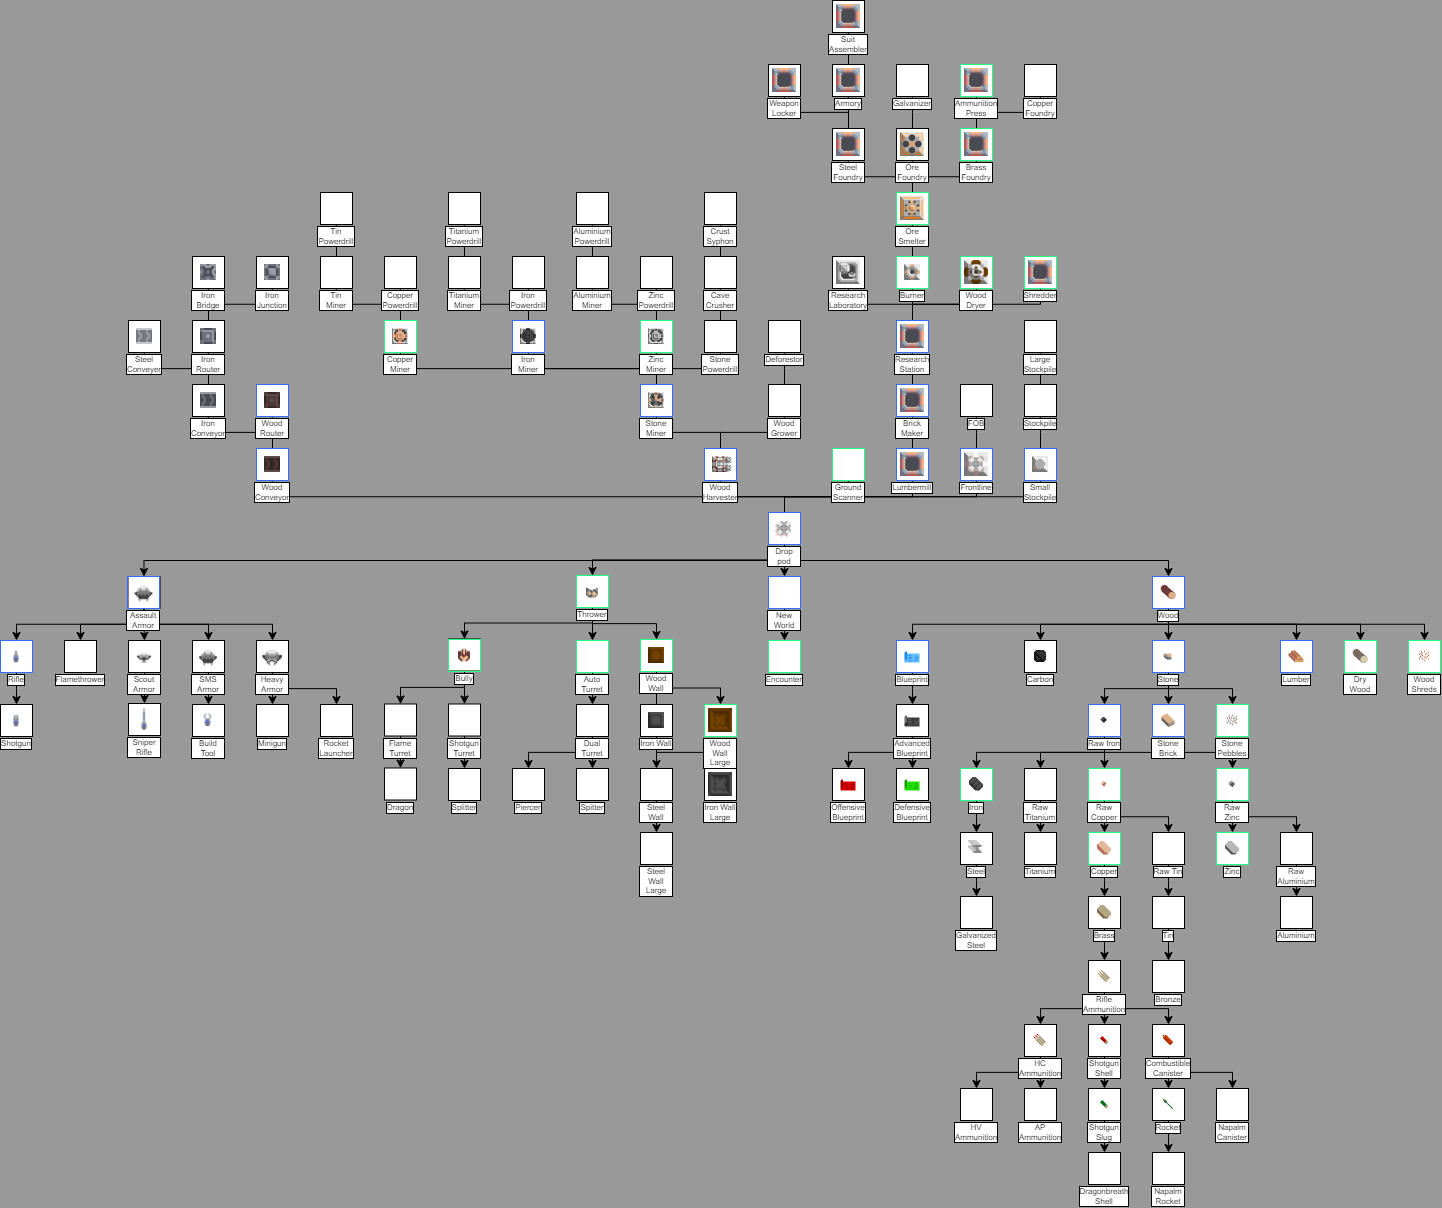 Suit
Assembler
Weapon
Locker
Armory
Galvanizer
Ammunition
Press
Copper
Foundry
Steel
Foundry
Ore
Foundry
Brass
Foundry
Tin
Powerdrill
Titanium
Powerdrill
Aluminium
Powerdrill
Crust
Syphon
Ore
Smelter
Iron
Bridge
Iron
Junction
Tin
Miner
Copper
Powerdrill
Titanium
Miner
Iron
Powerdrill
Aluminium
Miner
Zinc
Powerdrill
Cave
Crusher
Research
Laboratory
Burner
Wood
Dryer
Shredder
Steel
Conveyer
Iron
Router
Copper
Miner
Iron
Miner
Zinc
Miner
Stone
Powerdrill
Deforestor
Research
Station
Large
Stockpile
Iron
Conveyor
Wood
Router
Stone
Miner
Wood
Grower
Brick
Maker
FOB
Stockpile
Wood
Conveyor
Wood
Harvester
Ground
Scanner
Lumbermill
Frontline
Small
Stockpile
Drop
pod
Assault
Armor
Thrower
New
World
Wood
Rifle
Flamethrower
Scout
Armor
SMS
Armor
Heavy
Armor
Bully
Auto
Turret
Wood
Wall
Encounter
Blueprint
Carbon
Stone
Lumber
Dry
Wood
Wood
Shreds
Shotgun
Sniper
Rifle
Build
Tool
Minigun
Rocket
Launcher
Flame
Turret
Shotgun
Turret
Dual
Turret
Iron Wall
Wood
Wall
Large
Advanced
Blueprint
Raw Iron
Stone
Brick
Stone
Pebbles
Dragon
Splitter
Piercer
Spitter
Steel
Wall
Iron Wall
Large
Offensive
Blueprint
Defensive
Blueprint
Iron
Raw
Titanium
Raw
Copper
Raw
Zinc
Steel
Wall
Large
Steel
Titanium
Copper
Raw Tin
Zinc
Raw
Aluminium
Galvanized
Steel
Brass
Tin
Aluminium
Rifle
Ammunition
Bronze
HC
Ammunition
Shotgun
Shell
Combustible
Canister
HV
Ammunition
AP
Ammunition
Shotgun
Slug
Rocket
Napalm
Canister
Dragonbreath
Shell
Napalm
Rocket